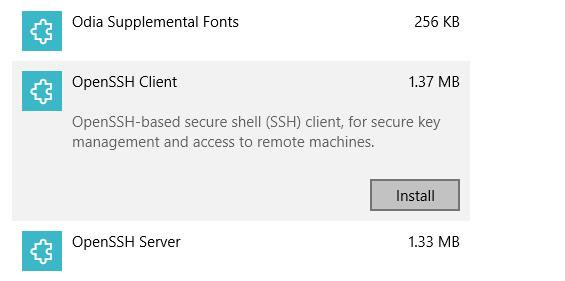 Odia Supplemental Fonts 256 KB
OpenSSH Client 1.37 MB
OpenSSH-based secure shell (SSH) client, for secure key
management and access to remote machines.
Install
OpenSSH Server 1.33 MB